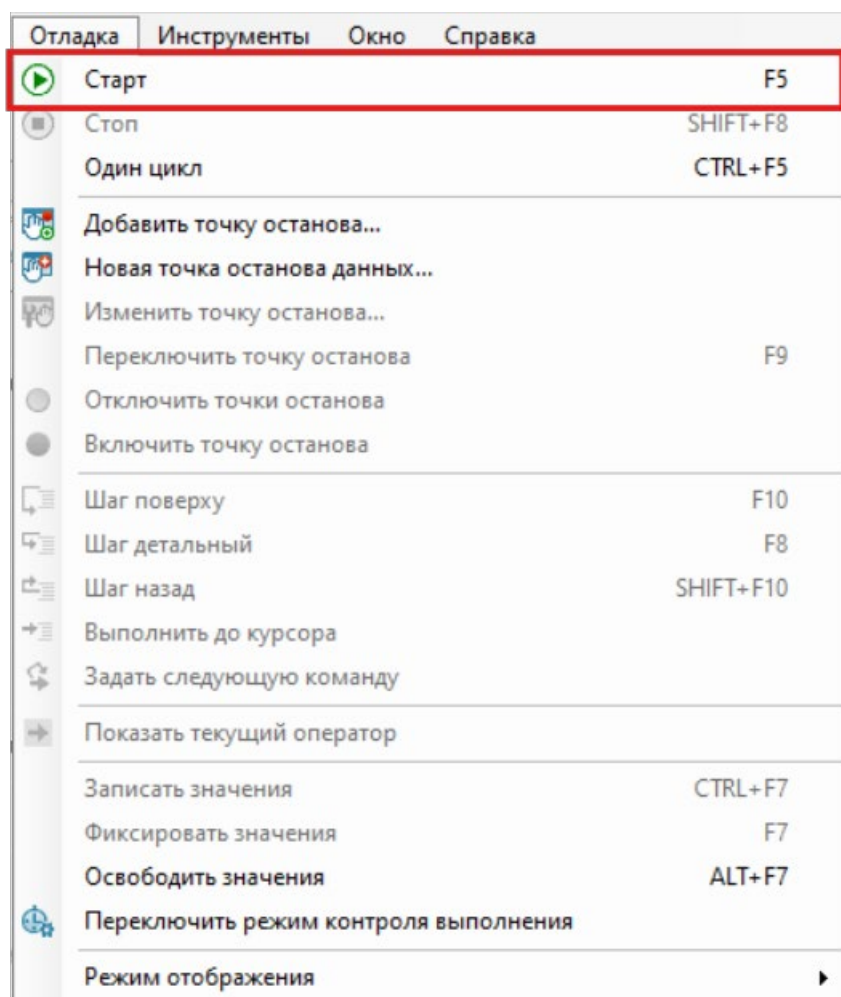 Отладка Инструменты Окно Справка
Старт F5
Стоп SHIFT+F8
Один цикл CTRL+F5
Добавить точку останова...
Новая точка останова данных...
Изменить точку останова...
Переключить точку останова F9
Отключить точки останова
Включить точку останова
Шаг поверху F10
Шаг детальный F8
Шаг назад SHIFT+F10
Выполнить до курсора
Задать следующую команду
Показать текущий оператор
Записать значения CTRL+F7
Фиксировать значения F7
Освободить значения ALT+F7
Переключить режим контроля выполнения
Режим отображения